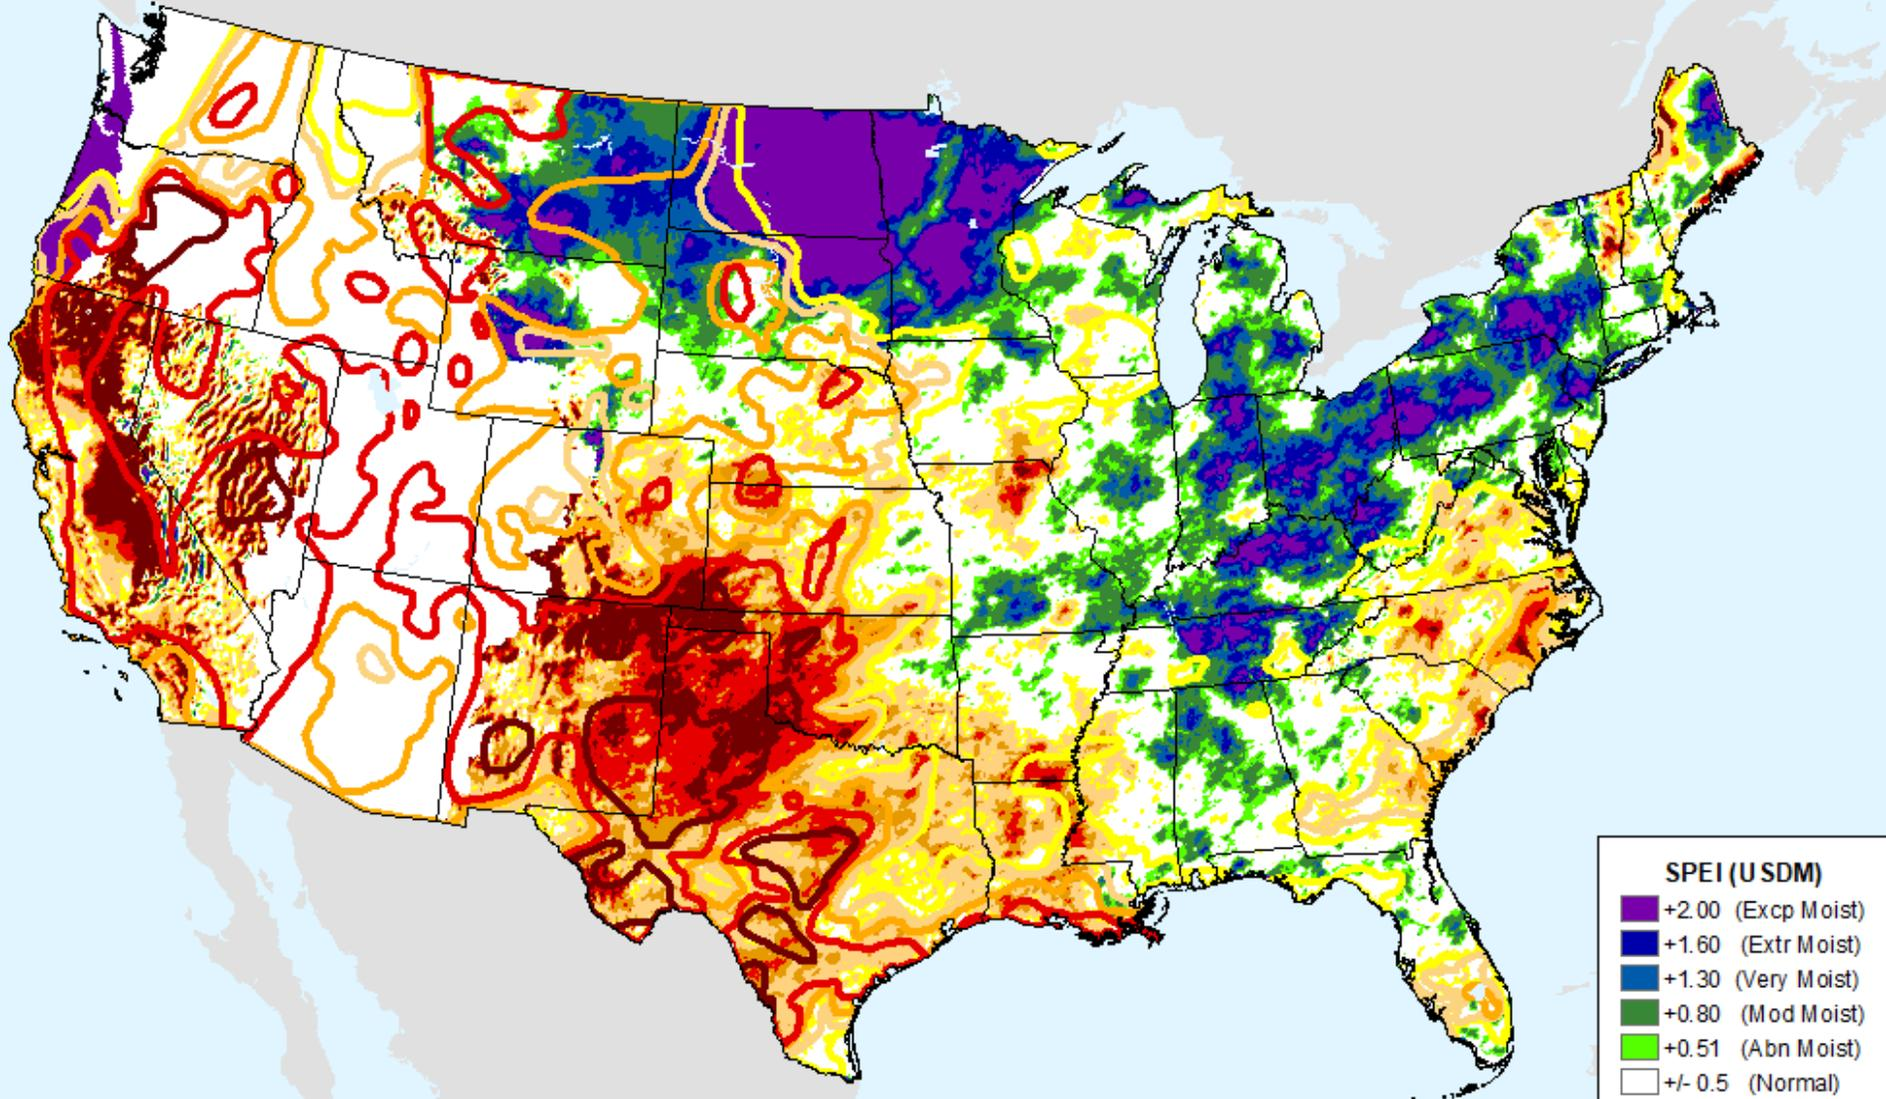 SPEI (USDM)
+2.00 (Excp Moist)
+1.60 (Extr Moist)
+1.30 (Very Moist)
+0.80 (Mod Moist)
+0.51 (Abn Moist)
+/- 0.5 (Normal)